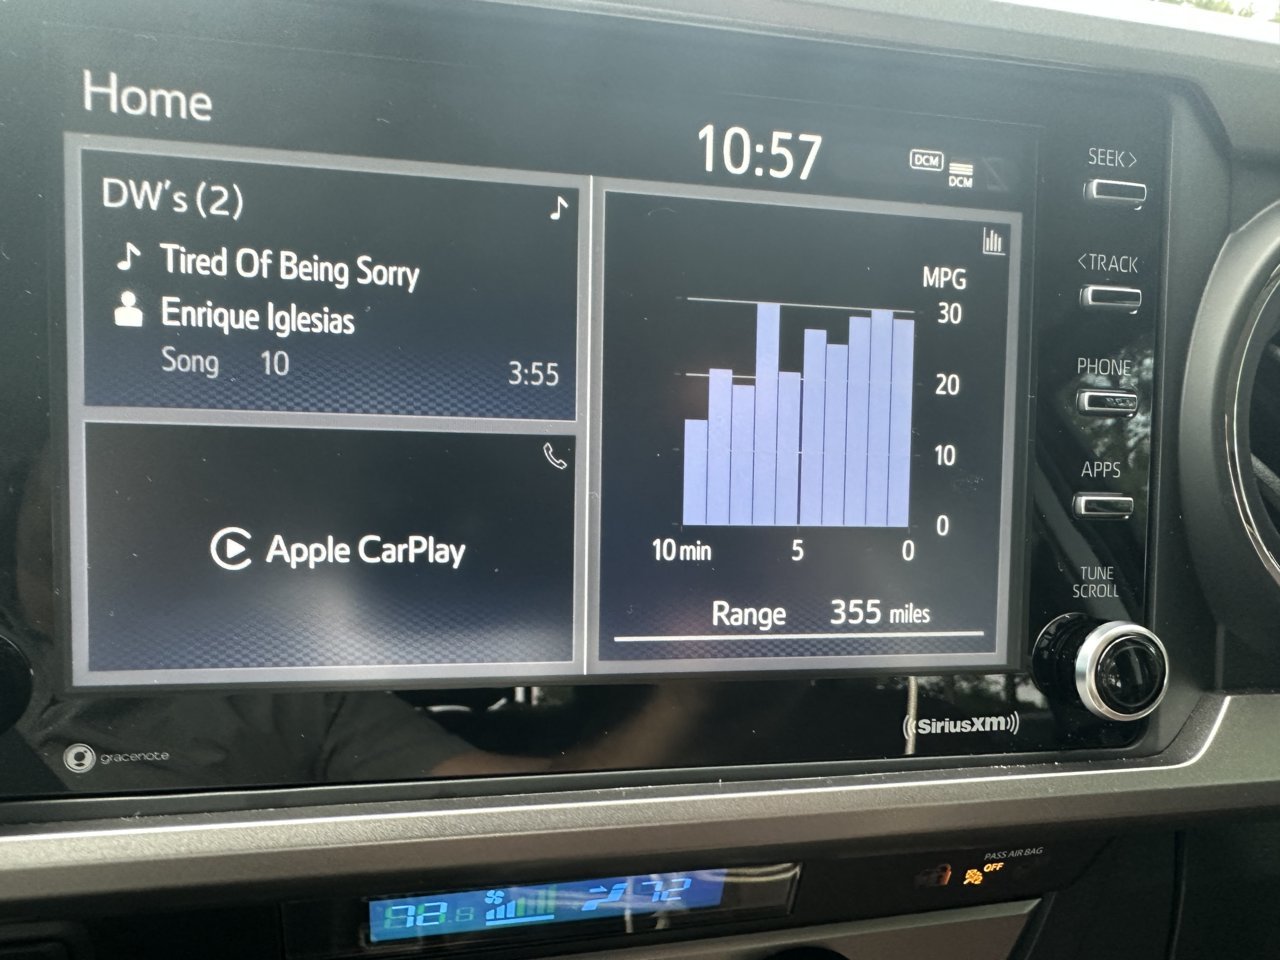 Home
10:57
DCM
DCM
DW's (2)
Tired Of Being Sorry
Enrique Iglesias
Song 10
3:55
Apple CarPlay
MPG
30
20
10
0
10 min 5 0
Range 355 miles
SEEK>
<TRACK
PHONE
APPS
TUNE
SCROLL
((SiriusXM))
gracenote
PASS AIR BAG
OFF
72